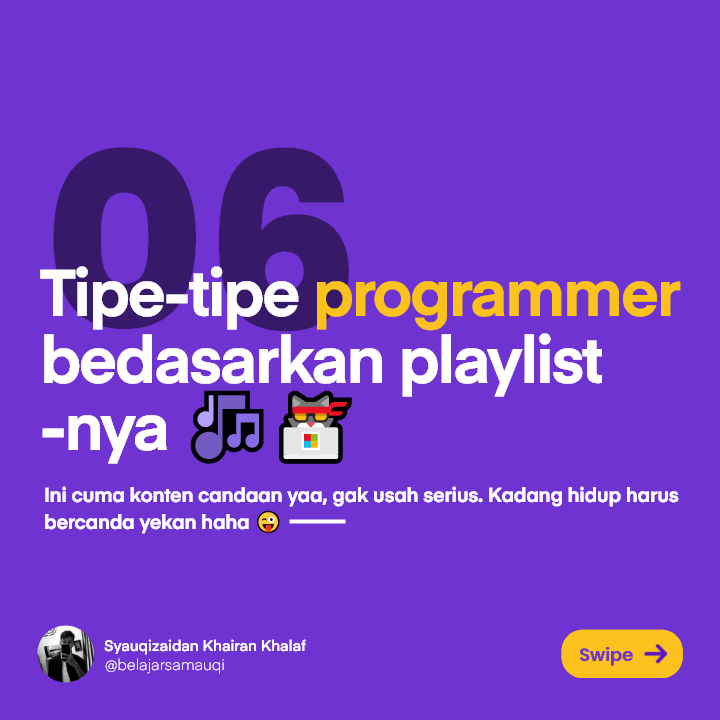 06
Tipe-tipe programmer
bedasarkan playlist
-nya
Ini cuma konten candaan yaa, gak usah serius. Kadang hidup harus
bercanda yekan haha
Syauqizaidan Khairan Khalaf
@belajarsamauqi
Swipe